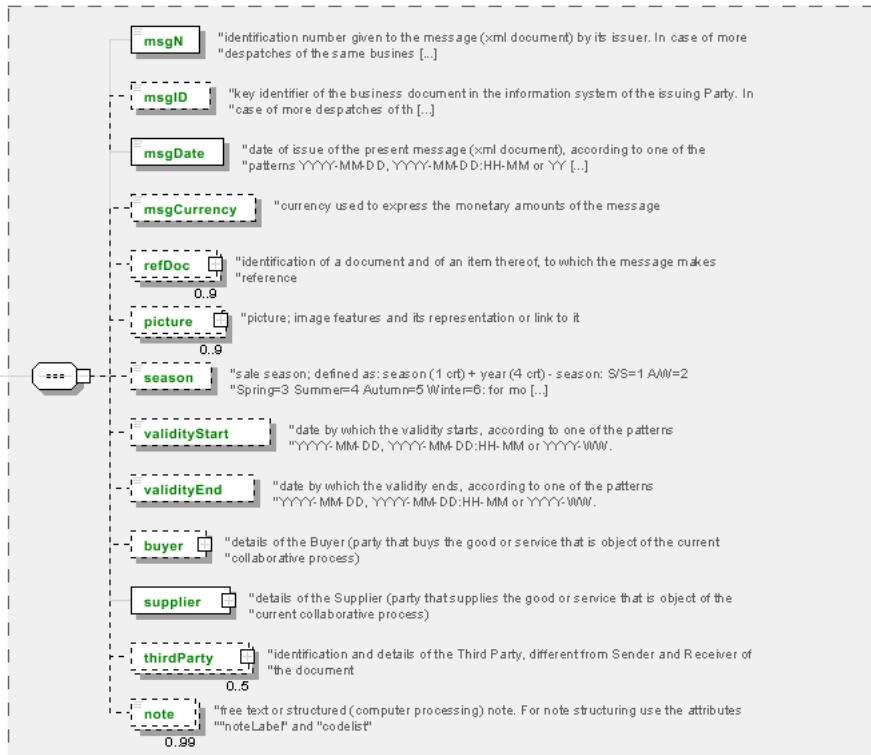 msgN
"identification number given to the message (xml document) by its issuer. In case of more
"despatches of the same busines [...]
msgID
"key identifier of the business document in the information system of the issuing Party. In
"case of more despatches of th [...]
msgDate
"date of issue of the present message (xml document), according to one of the
"patterns YYYY-MM-DD, YYYY-MM-DD:HH-MM or YY [...]
msgCurrency
"currency used to express the monetary amounts of the message
refDoc
"identification of a document and of an item thereof, to which the message makes
"reference
0..9
picture
"picture; image features and its representation or link to it
0..9
season
"sale season; defined as: season (1 crt) + year (4 crt) - season: S/S=1 A/W=2
"Spring=3 Summer=4 Autumn=5 Winter=6: for mo [...]
validityStart
"date by which the validity starts, according to one of the patterns
"YYYY-MM-DD, YYYY-MM-DD:HH-MM or YYYY-WW.
validityEnd
"date by which the validity ends, according to one of the patterns
"YYYY-MM-DD, YYYY-MM-DD:HH-MM or YYYY-WW.
buyer
"details of the Buyer (party that buys the good or service that is object of the current
"collaborative process)
supplier
"details of the Supplier (party that supplies the good or service that is object of the
"current collaborative process)
thirdParty
"identification and details of the Third Party, different from Sender and Receiver of
"the document
0..5
note
"free text or structured (computer processing) note. For note structuring use the attributes
""noteLabel" and "codelist"
0..99